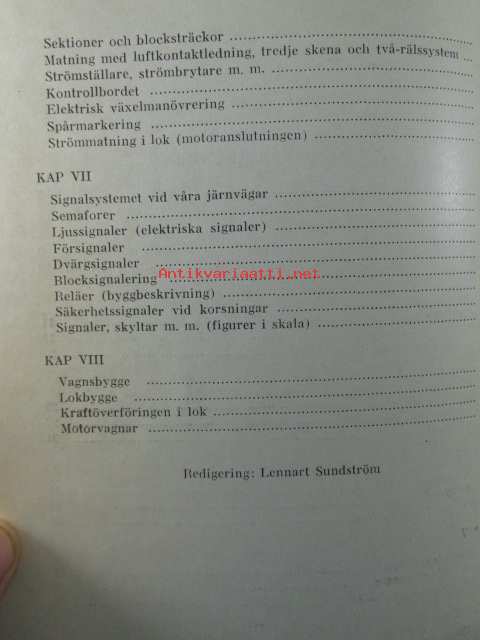 Sektioner och blocksträckor
Matning med luftkontaktledning, tredje skena och två-rälssystem
Strömställare, strömbrytare m. m.
Kontrollbordet
Elektrisk växelmanövrering
Spårmarkering
Strömmatning i lok (motoranslutningen)
KAP VII
Signalsystemet vid våra järnvägar
Semaforer
Ljussignaler (elektriska signaler)
Försignaler
Dvärgsignaler
Antikvariaatti.net
Blocksignalering
Reläer (byggbeskrivning)
Säkerhetssignaler vid korsningar
Signaler, skyltar m. m. (figurer i skala)
KAP VIII
Vagnsbygge
Lokbygge
Kraftöverföringen i lok
Motorvagnar
Redigering: Lennart Sundström